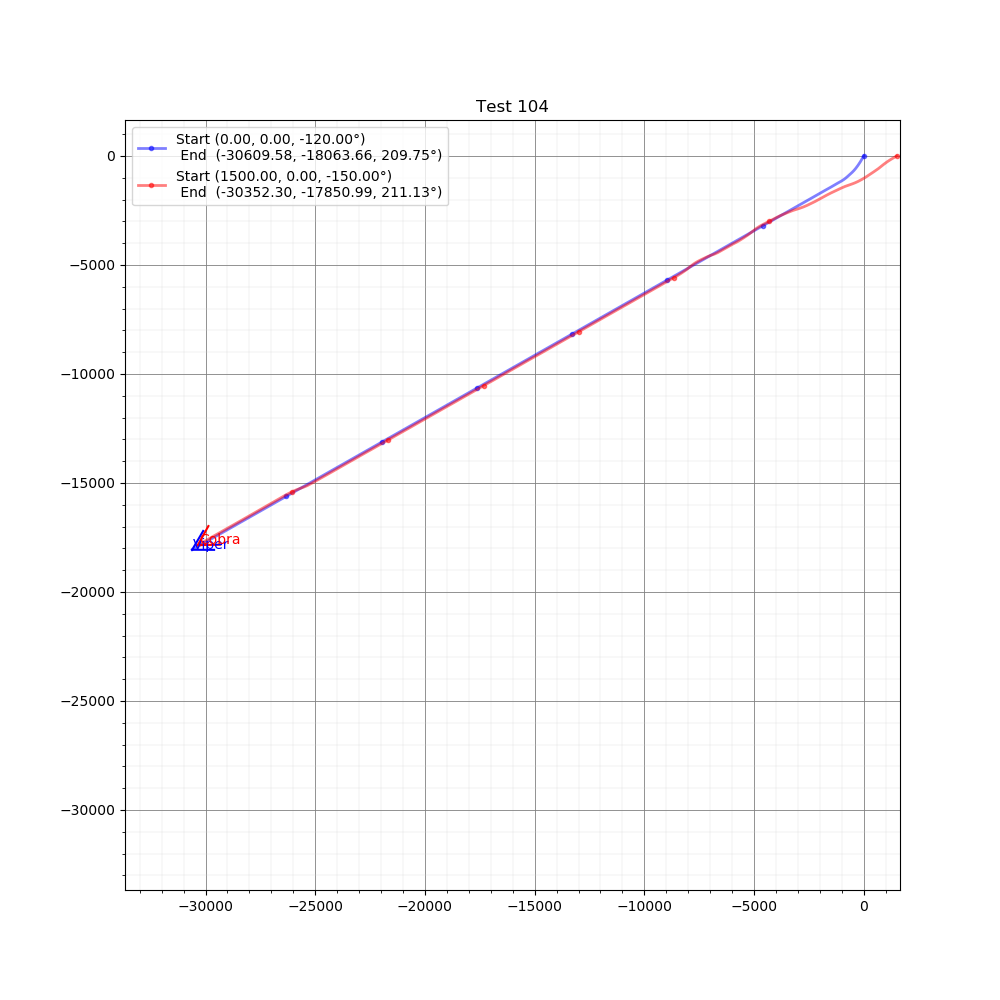 Test 104
Start (0.00, 0.00, -120.00°)
End (-30609.58, -18063.66, 209.75°)
Start (1500.00, 0.00, -150.00°)
End (-30352.30, -17850.99, 211.13°)
0
−5000
−10000
−15000
−20000
−25000
−30000
Cobra
Viper
−30000 −25000 −20000 −15000 −10000 −5000 0